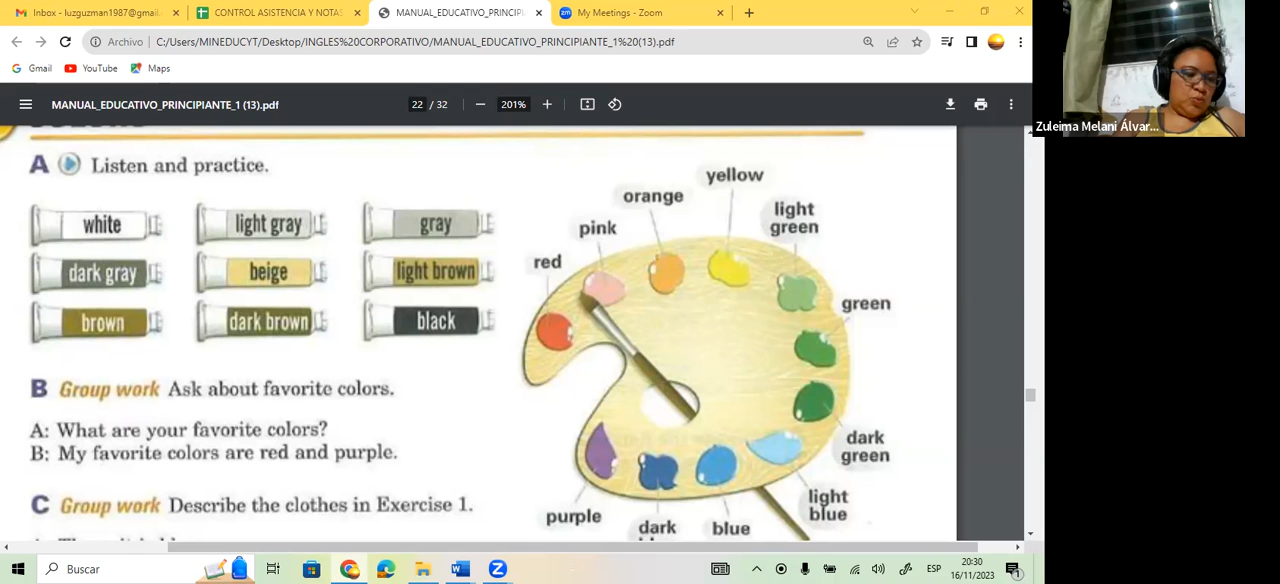 Inbox - luzguzman1987@gmail.
CONTROL ASISTENCIA Y NOTAS
MANUAL_EDUCATIVO_PRINCIPI
My Meetings - Zoom
Archivo
C:/Users/MINEDUCYT/Desktop/INGLES%20CORPORATIVO/MANUAL_EDUCATIVO_PRINCIPIANTE_1%20(13).pdf
Gmail
YouTube
Maps
MANUAL_EDUCATIVO_PRINCIPIANTE_1 (13).pdf
22 / 32
201%
Zuleima Melani Álvar...
A Listen and practice.
white
light gray
gray
dark gray
beige
light brown
brown
dark brown
black
red
pink
orange
yellow
light
green
green
dark
green
light
blue
blue
dark
purple
B Group work Ask about favorite colors.
A: What are your favorite colors?
B: My favorite colors are red and purple.
C Group work Describe the clothes in Exercise 1.
Buscar
ESP
20:30
16/11/2023
1